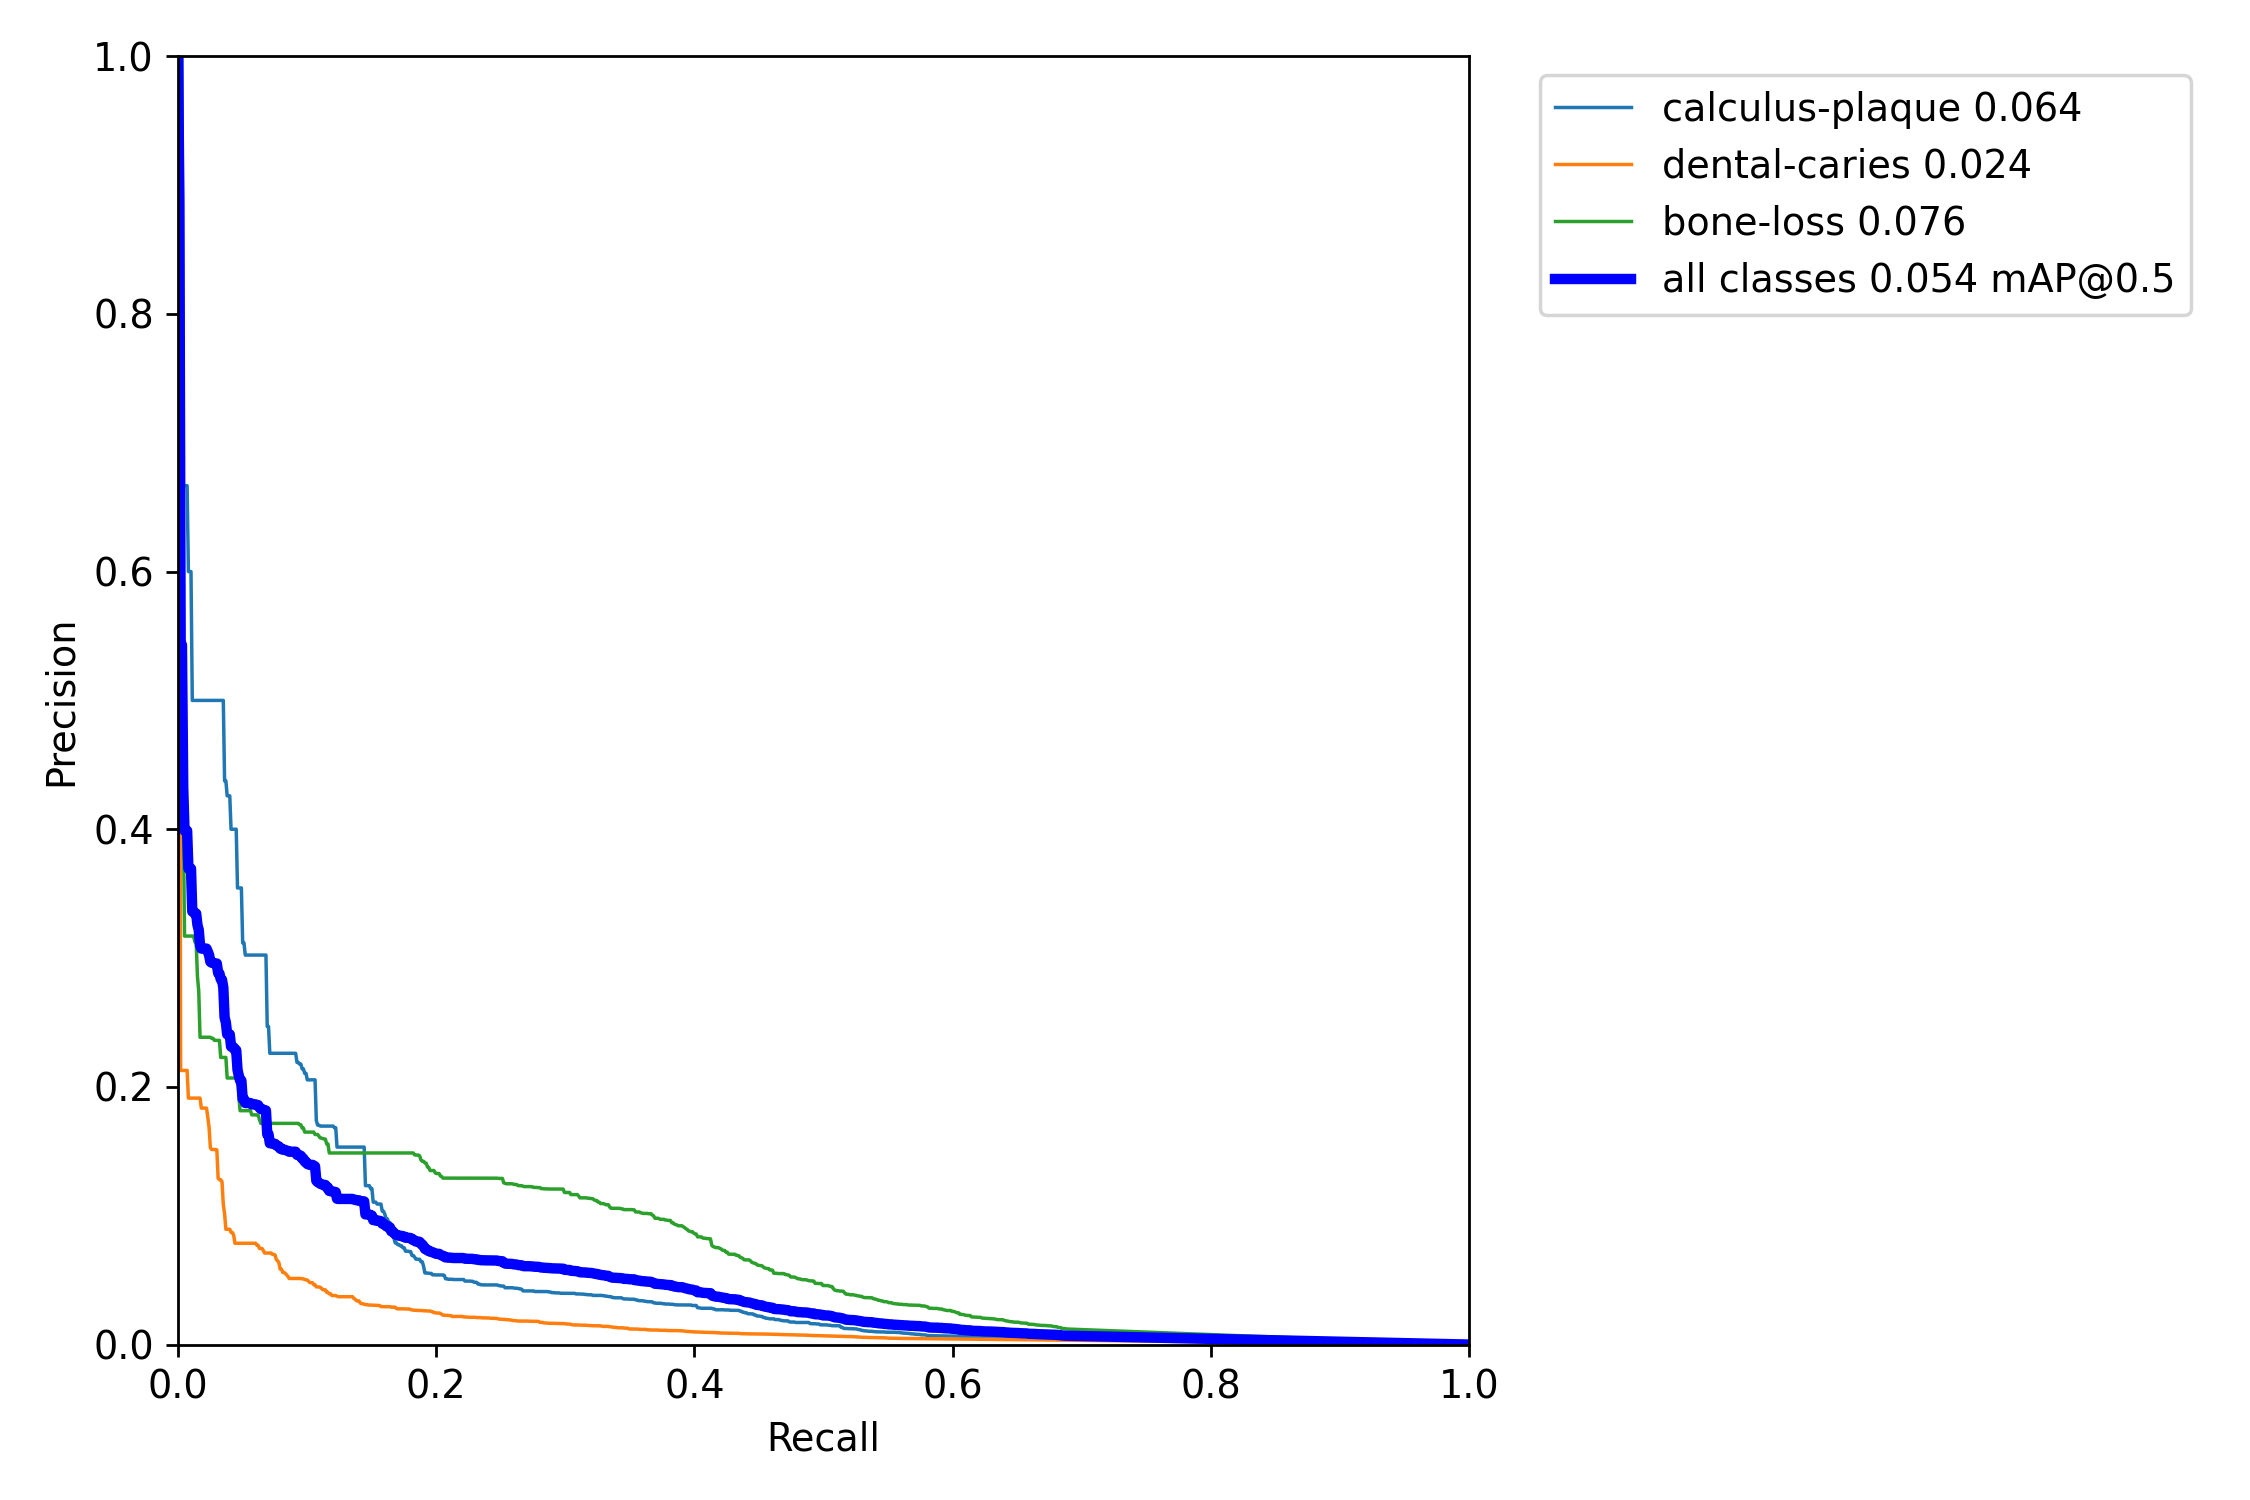 1.0
0.8
0.6
0.4
0.2
0.0
Precision
0.0 0.2 0.4 0.6 0.8 1.0
Recall
calculus-plaque 0.064
dental-caries 0.024
bone-loss 0.076
all classes 0.054 mAP@0.5